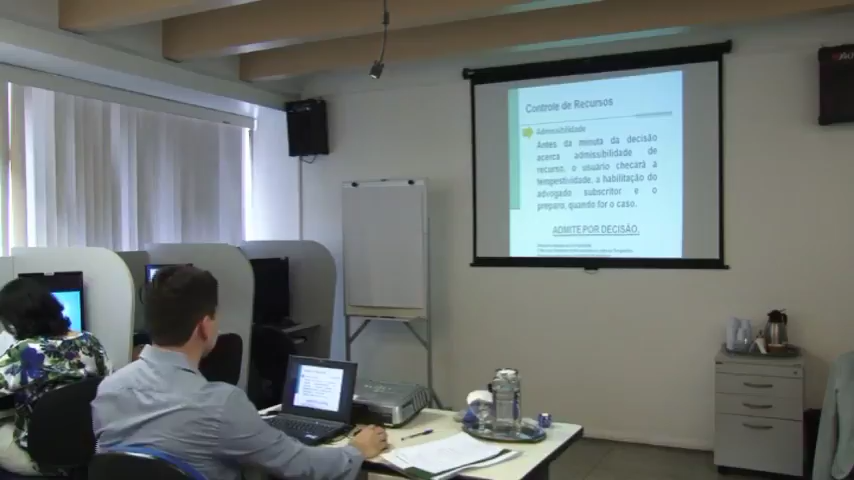 Controle de Recursos
Admissibilidade
Antes da minuta da decisão
acerca admissibilidade de
recurso, o usuário checará a
tempestividade, a habilitação do
advogado subscritor e o
preparo, quando for o caso.
ADMITE POR DECISÃO.